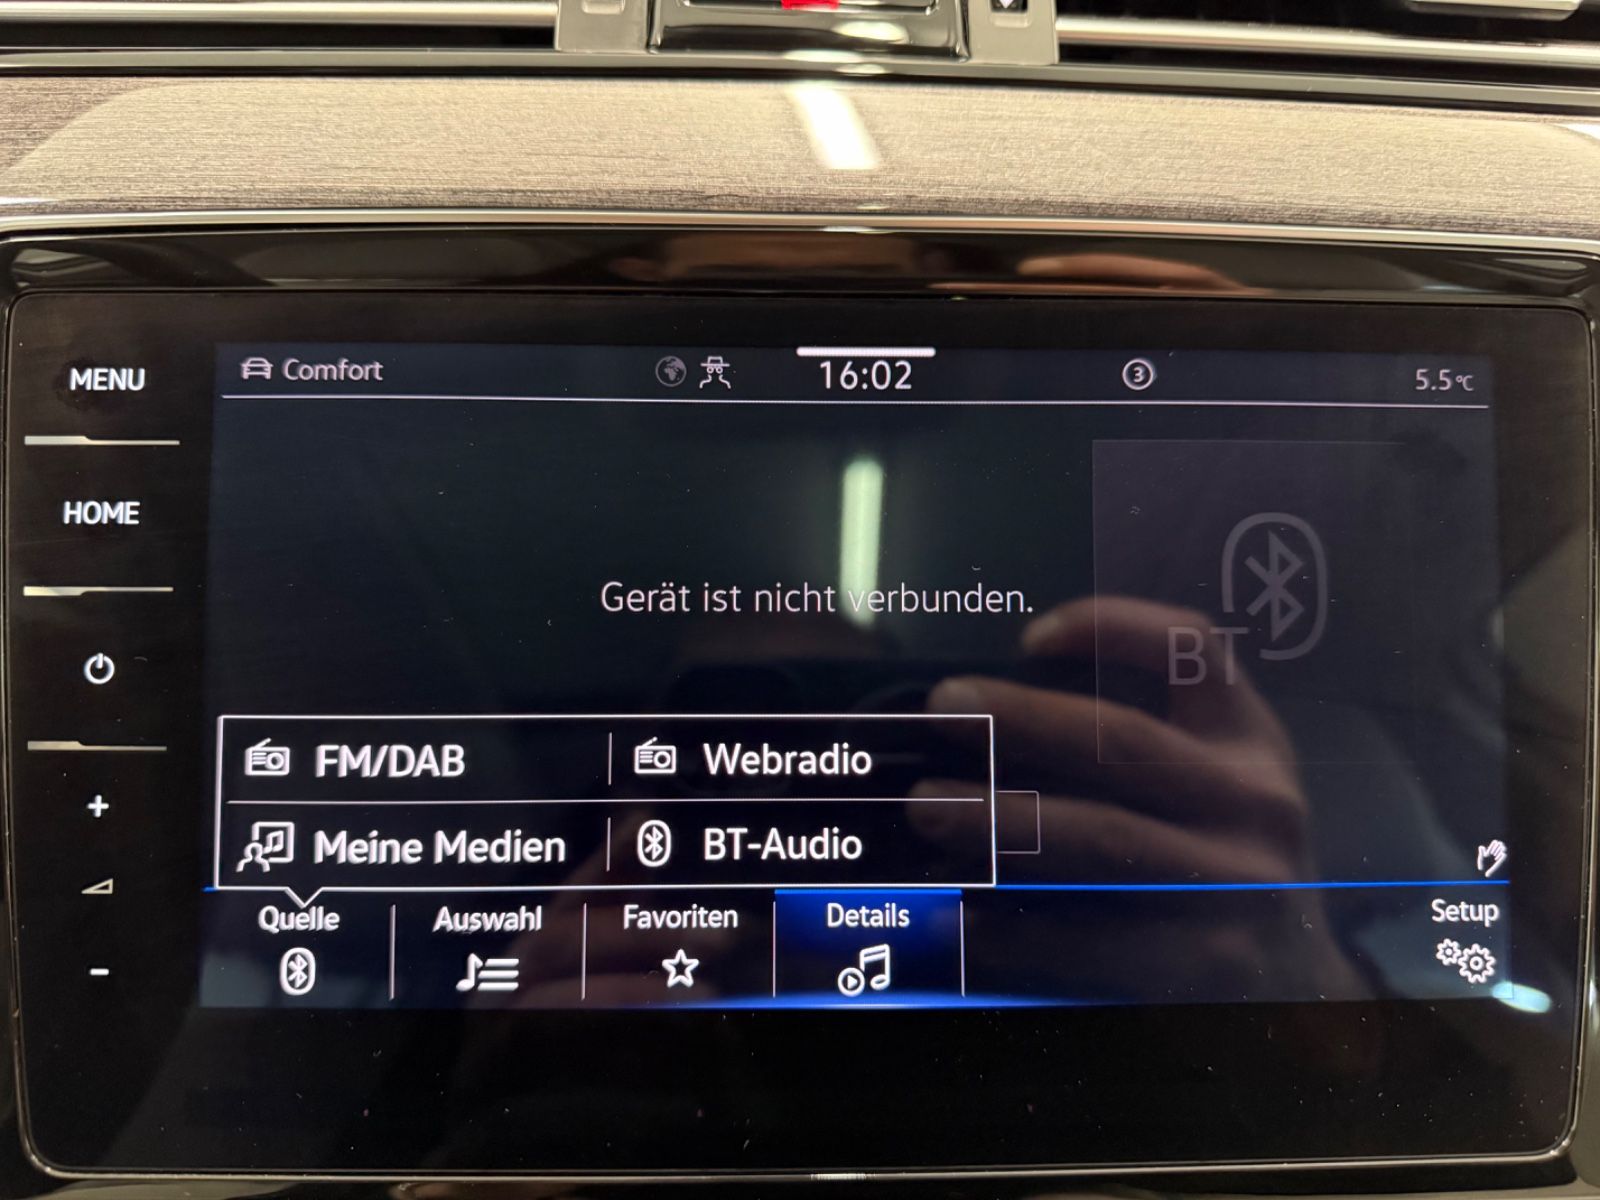 MENU
HOME
Comfort
16:02
3
5.5°C
Gerät ist nicht verbunden.
BT
FM/DAB
Webradio
Meine Medien
BT-Audio
Quelle
Auswahl
Favoriten
Details
Setup
+
-